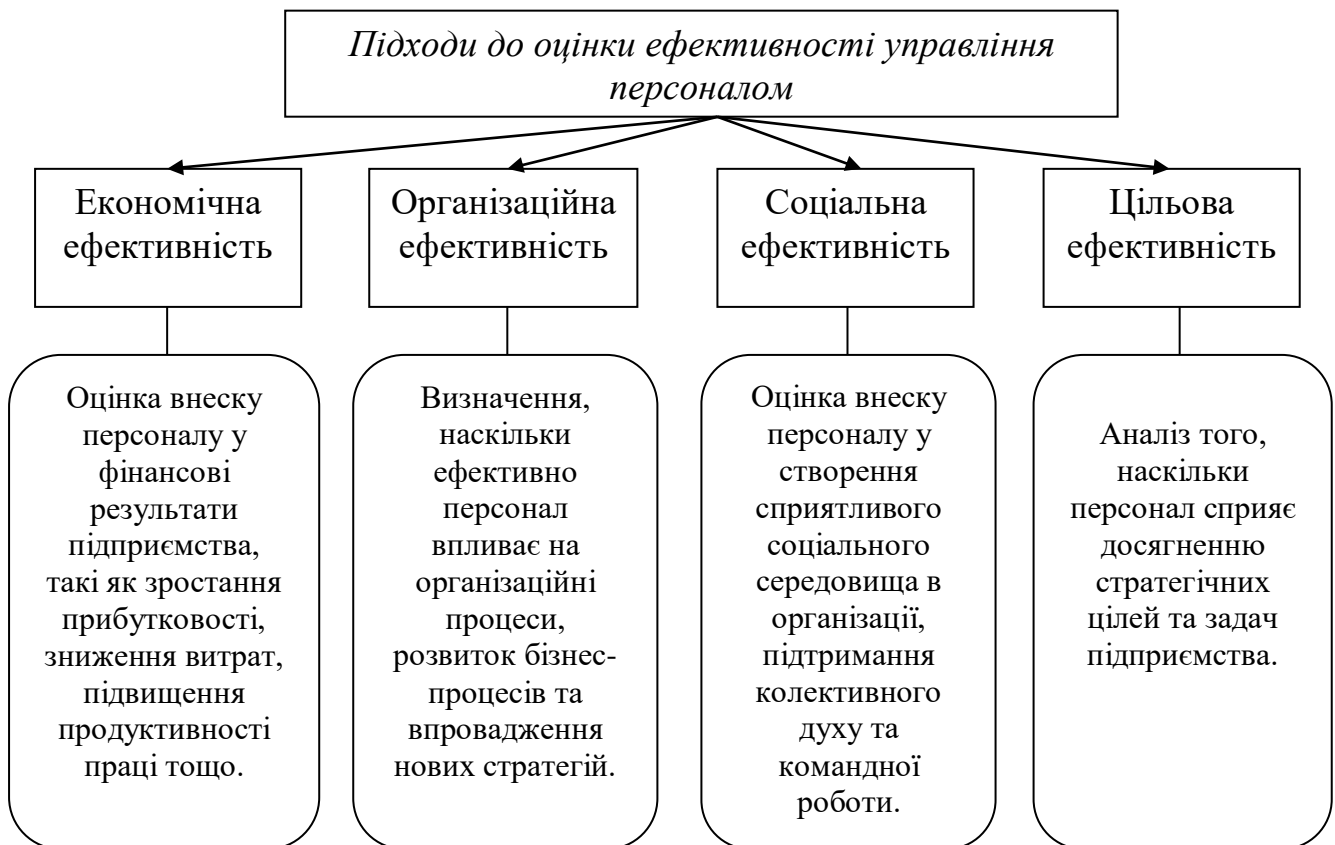 Підходи до оцінки ефективності управління
персоналом
Економічна
ефективність
Організаційна
ефективність
Соціальна
ефективність
Цільова
ефективність
Оцінка внеску
персоналу у
фінансові
результати
підприємства,
такі як зростання
прибутковості,
зниження витрат,
підвищення
продуктивності
праці тощо.
Визначення,
наскільки
ефективно
персонал
впливає на
організаційні
процеси,
розвиток бізнес-
процесів та
впровадження
нових стратегій.
Оцінка внеску
персоналу у
створення
сприятливого
соціального
середовища в
організації,
підтримання
колективного
духу та
командної
роботи.
Аналіз того,
наскільки
персонал сприяє
досягненню
стратегічних
цілей та задач
підприємства.